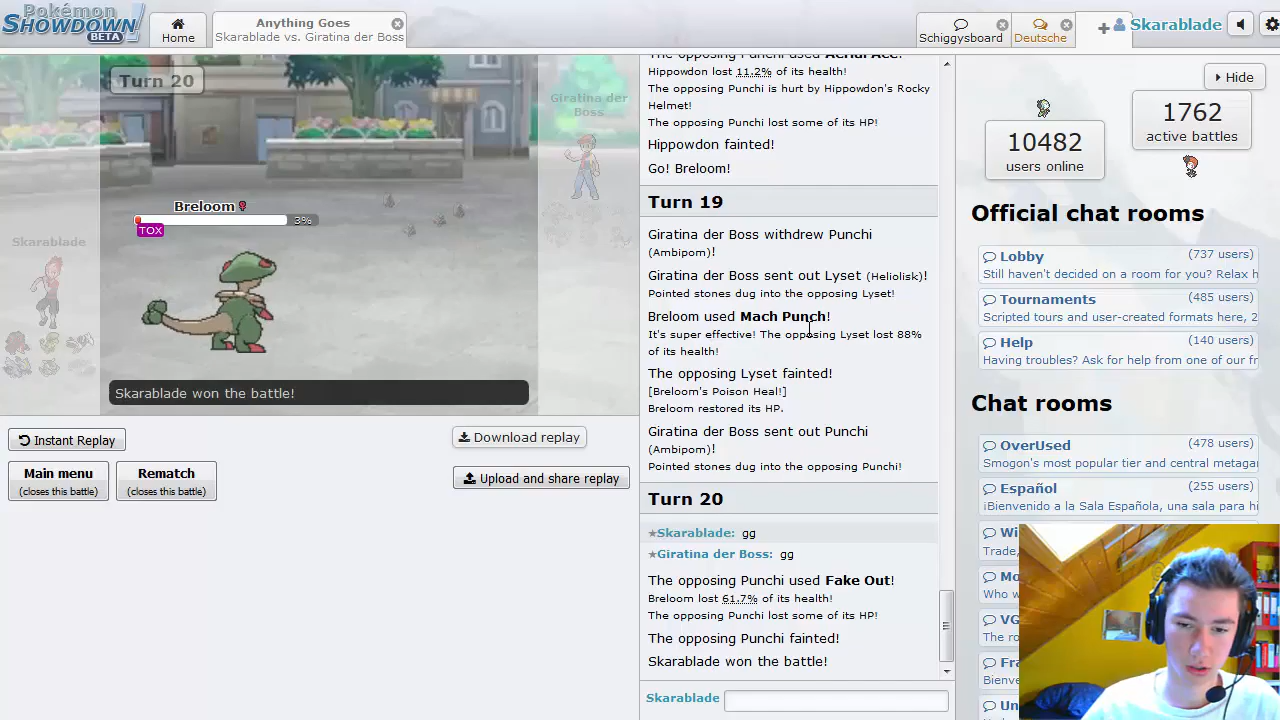 Pokémon
SHOWDOWN!
BETA
Home
Anything Goes
Skarablade vs. Giratina der Boss
Schiggysboard
Deutsche
Skarablade
Turn 20
Giratina der
Boss
Skarablade
Breloom
3%
TOX
Skarablade won the battle!
Instant Replay
Download replay
Main menu
(closes this battle)
Rematch
(closes this battle)
Upload and share replay
Hippowdon lost 11.2% of its health!
The opposing Punchi is hurt by Hippowdon's Rocky
Helmet!
The opposing Punchi lost some of its HP!
Hippowdon fainted!
Go! Breloom!
Turn 19
Giratina der Boss withdrew Punchi
(Ambipom)!
Giratina der Boss sent out Lyset (Heliolisk)!
Pointed stones dug into the opposing Lyset!
Breloom used Mach Punch!
It's super effective! The opposing Lyset lost 88%
of its health!
The opposing Lyset fainted!
[Breloom's Poison Heal!]
Breloom restored its HP.
Giratina der Boss sent out Punchi
(Ambipom)!
Pointed stones dug into the opposing Punchi!
Turn 20
★Skarablade: gg
★Giratina der Boss: gg
The opposing Punchi used Fake Out!
Breloom lost 61.7% of its health!
The opposing Punchi lost some of its HP!
The opposing Punchi fainted!
Skarablade won the battle!
Skarablade
Hide
10482
users online
1762
active battles
Official chat rooms
Lobby
(737 users)
Still haven't decided on a room for you? Relax h
Tournaments
(485 users)
Scripted tours and user-created formats here, 2
Help
(140 users)
Having troubles? Ask for help from one of our fr
Chat rooms
OverUsed
(478 users)
Smogon's most popular tier and central metagar
Español
(255 users)
¡Bienvenido a la Sala Española, una sala para hi
Wi
Trade,
Mo
Who w
VG
The ro
Fra
Bienve
Un